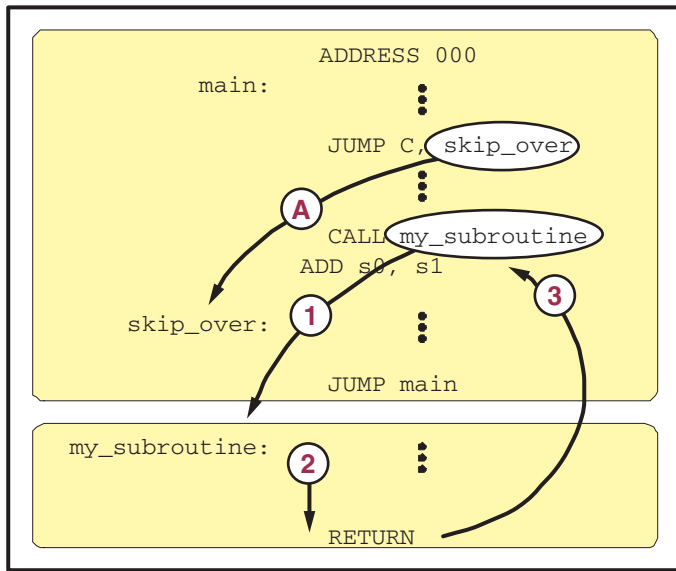 ADDRESS 000
main:
JUMP C, skip_over
A
CALL my_subroutine
ADD s0, s1
3
1
skip_over:
JUMP main
my_subroutine:
2
RETURN